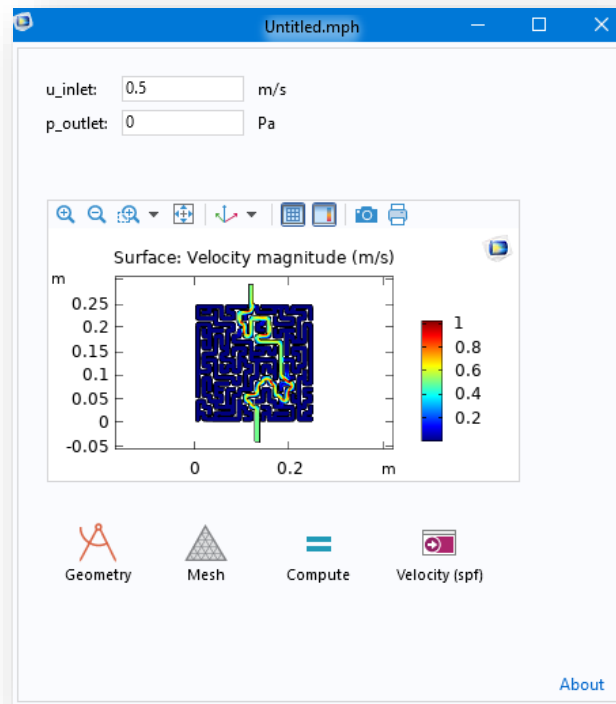 Untitled.mph
u_inlet: 0.5 m/s
p_outlet: 0 Pa
Surface: Velocity magnitude (m/s)
m
0.25
0.2
0.15
0.1
0.05
0
-0.05
0 0.2 m
1
0.8
0.6
0.4
0.2
Geometry Mesh Compute Velocity (spf)
About